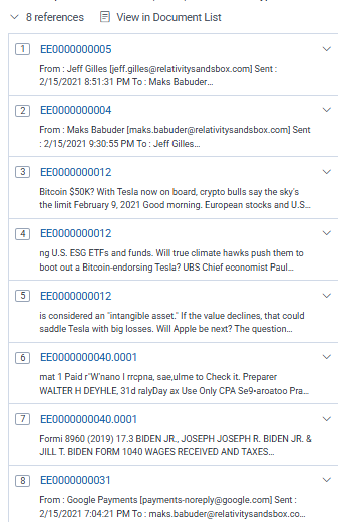 8 references View in Document List
1 EE0000000005
From : Jeff Gilles [jeff.gilles@relativitysandsbox.com] Sent :
2/15/2021 8:51:31 PM To : Maks Babuder...
2 EE0000000004
From : Maks Babuder [maks.babuder@relativitysandsbox.com] Sent
: 2/15/2021 9:30:55 PM To : Jeff Gilles...
3 EE0000000012
Bitcoin $50K? With Tesla now on board, crypto bulls say the sky's
the limit February 9, 2021 Good morning. European stocks and U.S...
4 EE0000000012
ng U.S. ESG ETFs and funds. Will true climate hawks push them to
boot out a Bitcoin-endorsing Tesla? UBS Chief economist Paul...
5 EE0000000012
is considered an "intangible asset." If the value declines, that could
saddle Tesla with big losses. Will Apple be next? The question...
6 EE0000000040.0001
mat 1 Paid r"W'nano I rrcpna, sae,ulme to Check it. Preparer
WALTER H DEYHLE, 31d ralyDay ax Use Only CPA Se9•aroatoo Pra...
7 EE0000000040.0001
Formi 8960 (2019) 17.3 BIDEN JR., JOSEPH JOSEPH R. BIDEN JR. &
JILL T. BIDEN FORM 1040 WAGES RECEIVED AND TAXES...
8 EE0000000031
From : Google Payments [payments-noreply@google.com] Sent :
2/15/2021 7:04:21 PM To : maks.babuder@relativitysandsbox.co...